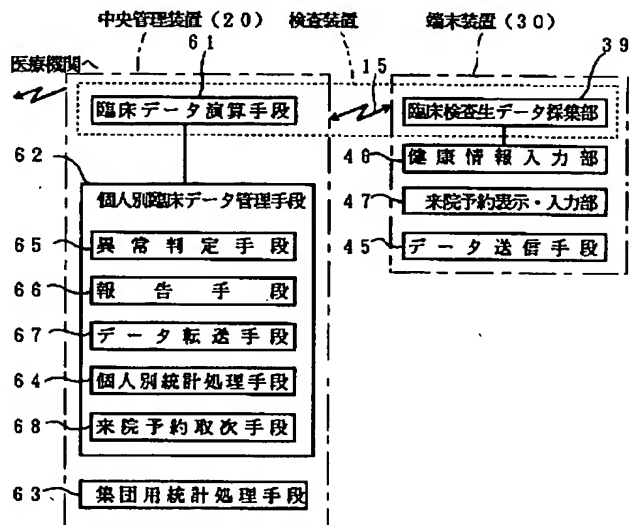 中央管理装置(20) 検査装置 端末装置(30)
61
39
医療機関へ
15
臨床データ演算手段
臨床検査生データ採集部
62
46
健康情報入力部
個人別臨床データ管理手段
47
来院予約表示・入力部
65
異常判定手段
45
データ送信手段
66
報告手段
67
データ転送手段
64
個人別統計処理手段
68
来院予約取次手段
63
集団用統計処理手段